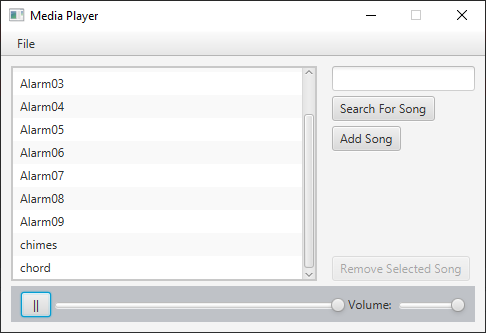 Media Player
File
Alarm03
Alarm04
Alarm05
Alarm06
Alarm07
Alarm08
Alarm09
chimes
chord
Search For Song
Add Song
Remove Selected Song
||
Volume: